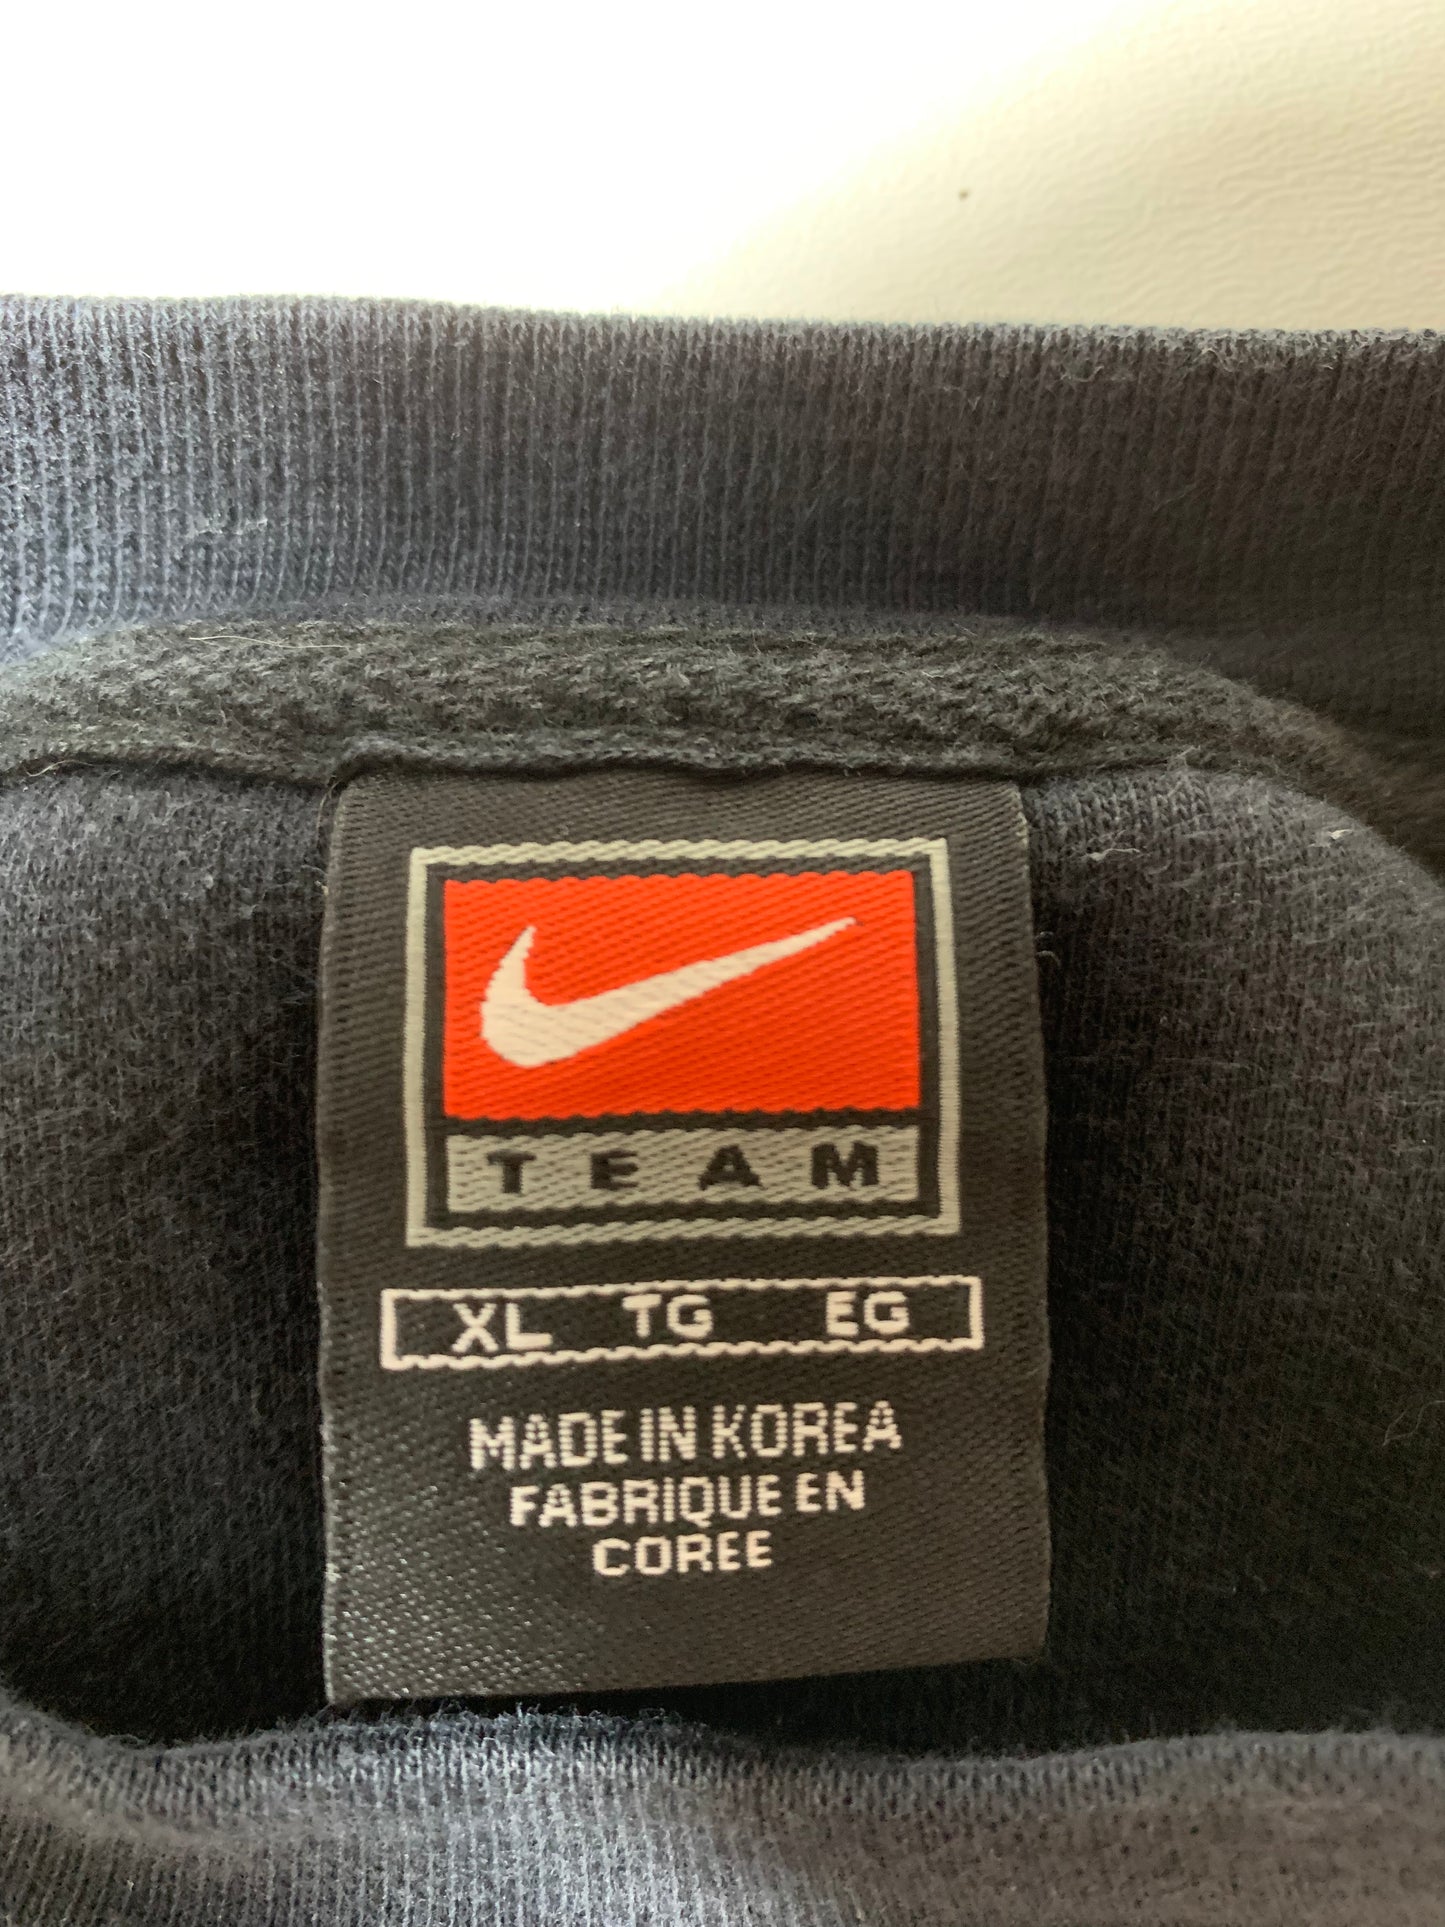 TEAM
XL TG EG
MADE IN KOREA
FABRIQUE EN
COREE